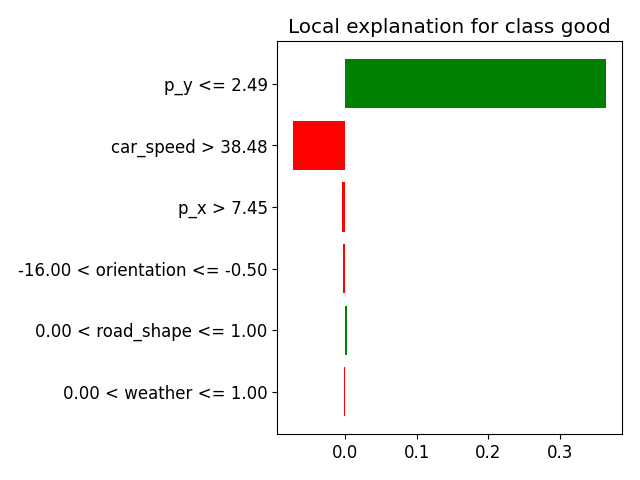 Local explanation for class good
p_y <= 2.49
car_speed > 38.48
p_x > 7.45
-16.00 < orientation <= -0.50
0.00 < road_shape <= 1.00
0.00 < weather <= 1.00
0.0 0.1 0.2 0.3